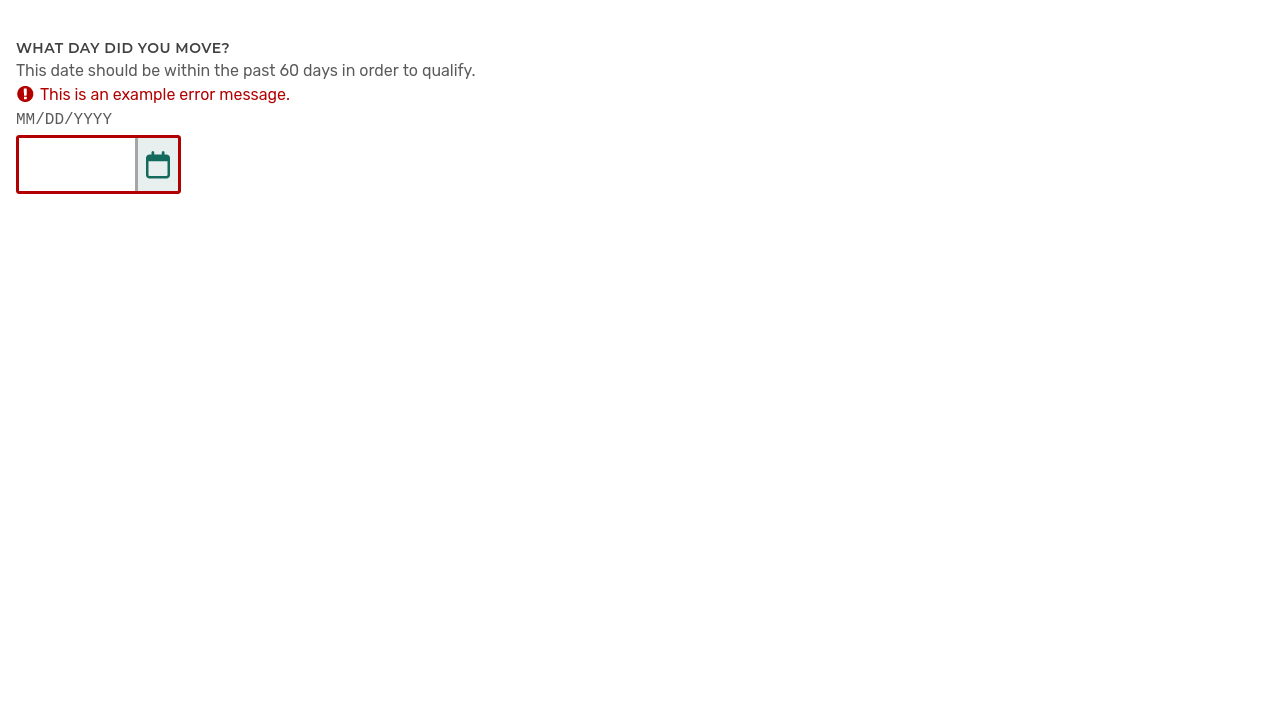 WHAT DAY DID YOU MOVE?
This date should be within the past 60 days in order to qualify.
This is an example error message.
MM/DD/YYYY